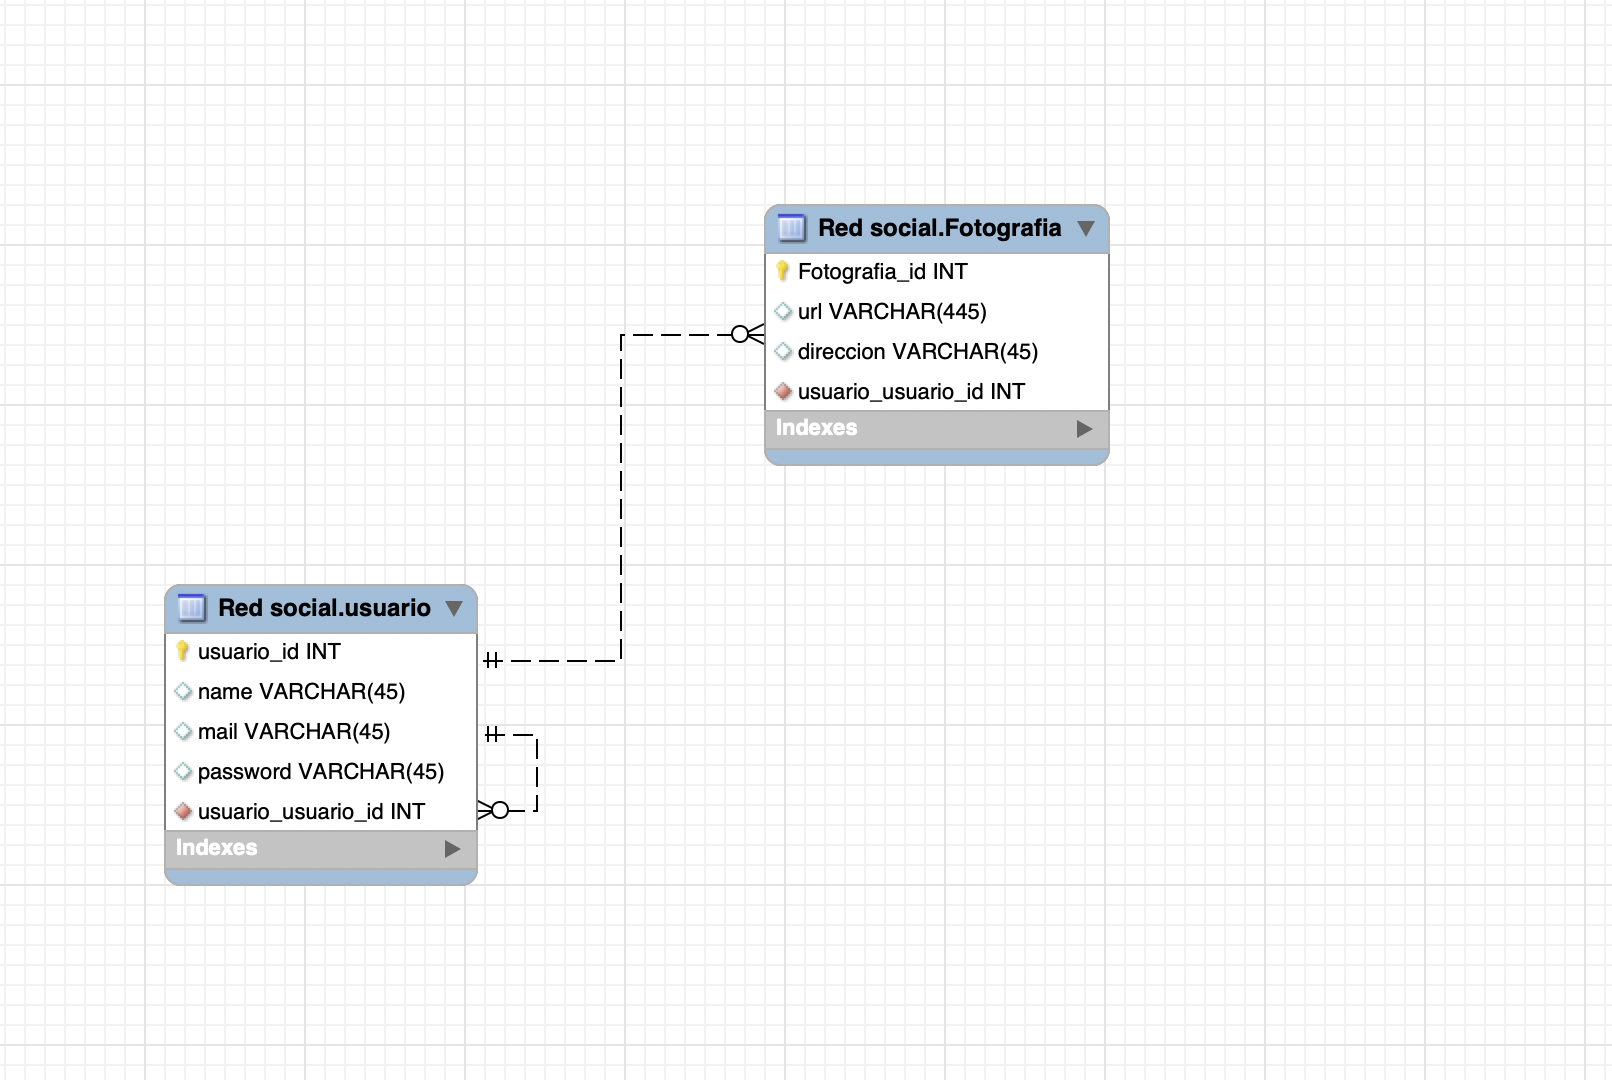 Red social.Fotografia
Fotografia_id INT
url VARCHAR(445)
direccion VARCHAR(45)
usuario_usuario_id INT
Indexes
Red social.usuario
usuario_id INT
name VARCHAR(45)
mail VARCHAR(45)
password VARCHAR(45)
usuario_usuario_id INT
Indexes